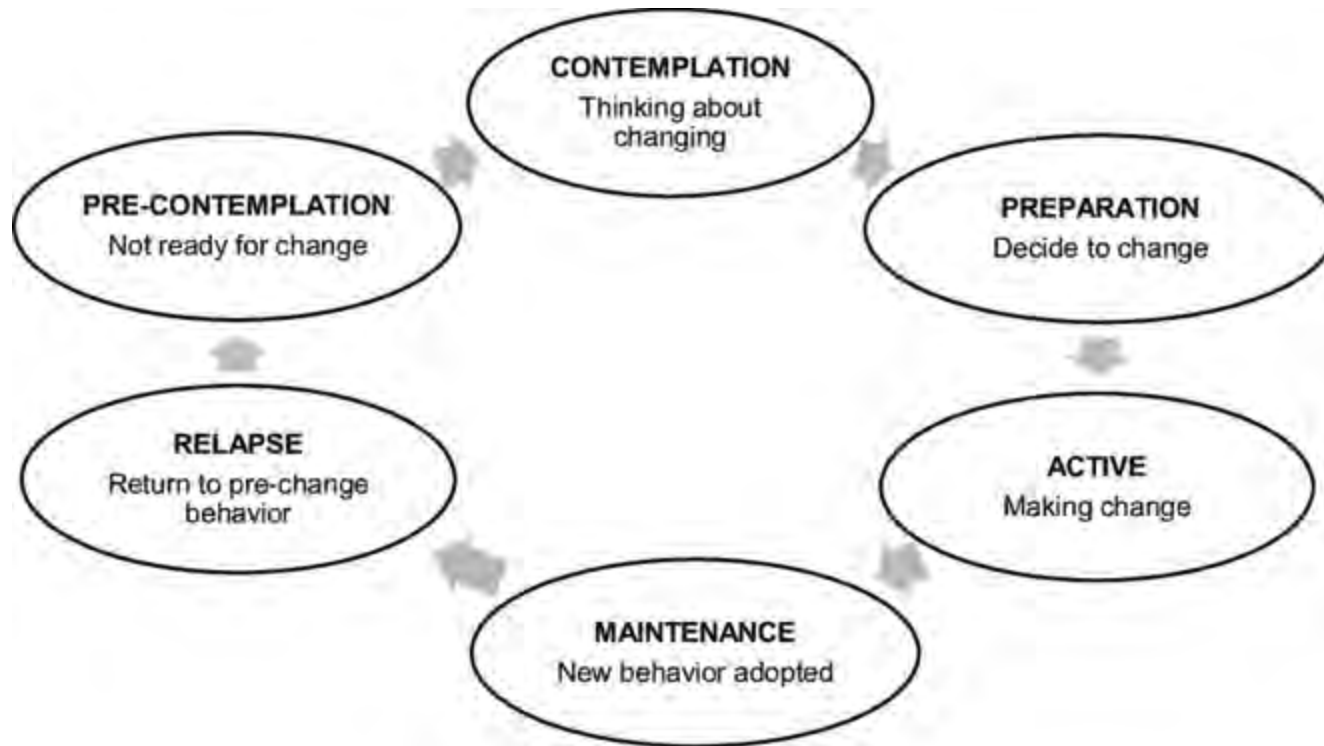 CONTEMPLATION
Thinking about
changing
PRE-CONTEMPLATION
Not ready for change
PREPARATION
Decide to change
RELAPSE
Return to pre-change
behavior
ACTIVE
Making change
MAINTENANCE
New behavior adopted